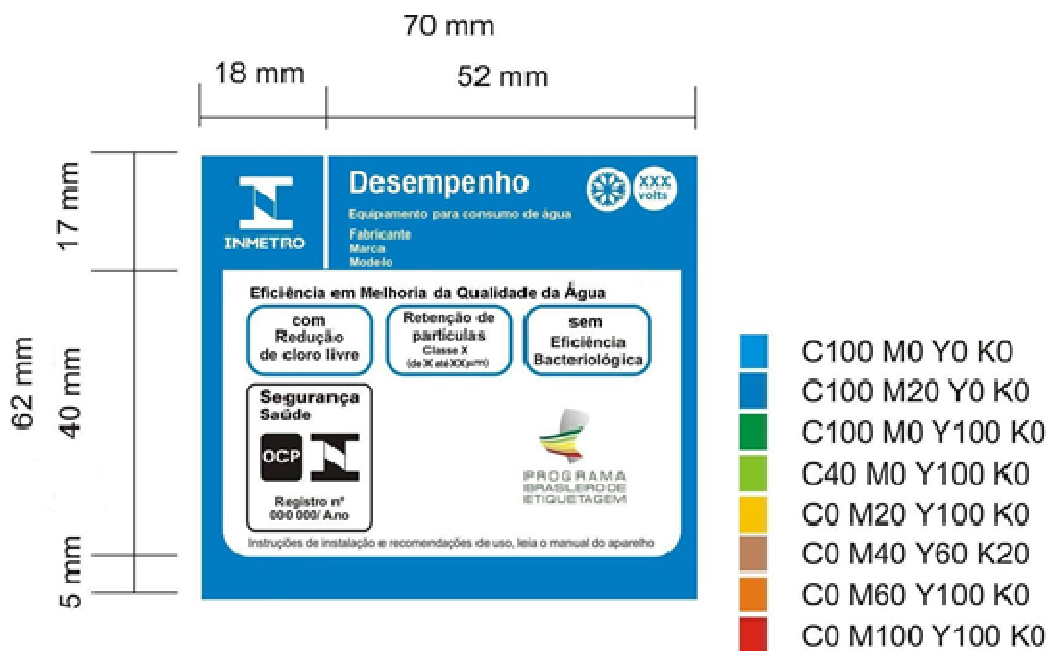 70 mm
18 mm
52 mm
17 mm
62 mm
40 mm
5 mm
INMETRO
Desempenho
XXX
volts
Equipamento para consumo de água
Fabricante
Marca
Modelo
Eficiência em Melhoria da Qualidade da Água
com
Redução
de cloro livre
Retenção de
partículas
Classe X
(de X até XX µm)
sem
Eficiência
Bacteriológica
Segurança
Saúde
OCP
Registro nº
000000/Ano
PROGRAMA
BRASILEIRO DE
ETIQUETAGEM
Instruções de instalação e recomendações de uso, leia o manual do aparelho
C100 M0 Y0 K0
C100 M20 Y0 K0
C100 M0 Y100 K0
C40 M0 Y100 K0
C0 M20 Y100 K0
C0 M40 Y60 K20
C0 M60 Y100 K0
C0 M100 Y100 K0